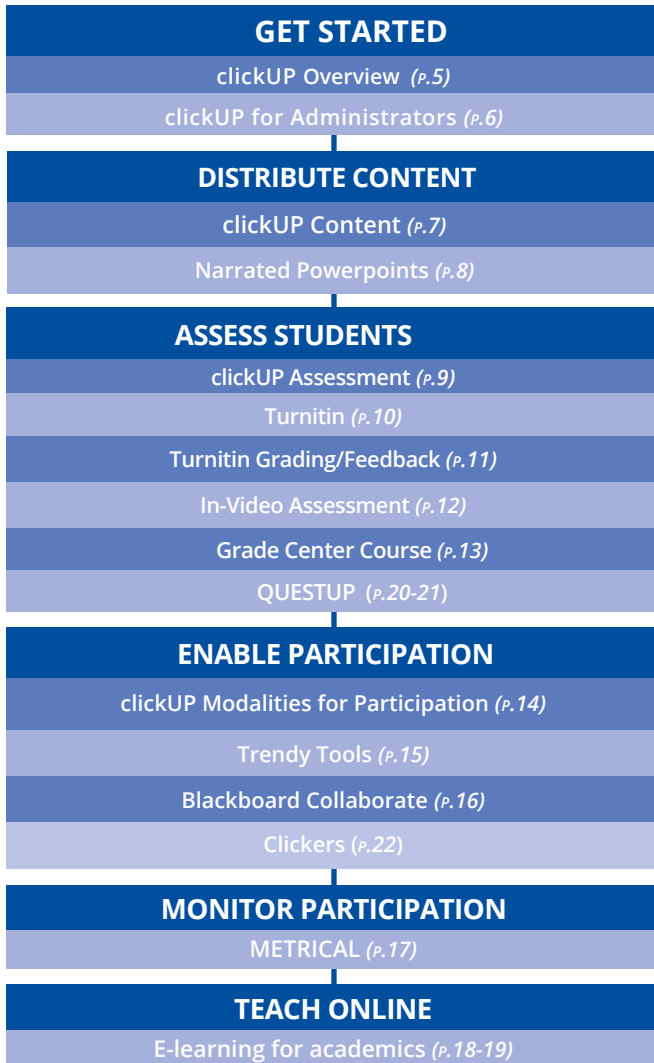 GET STARTED
clickUP Overview (P.5)
clickUP for Administrators (P.6)
DISTRIBUTE CONTENT
clickUP Content (P.7)
Narrated Powerpoints (P.8)
ASSESS STUDENTS
clickUP Assessment (P.9)
Turnitin (P.10)
Turnitin Grading/Feedback (P.11)
In-Video Assessment (P.12)
Grade Center Course (P.13)
QUESTUP (P.20-21)
ENABLE PARTICIPATION
clickUP Modalities for Participation (P.14)
Trendy Tools (P.15)
Blackboard Collaborate (P.16)
Clickers (P.22)
MONITOR PARTICIPATION
METRICAL (P.17)
TEACH ONLINE
E-learning for academics (P.18-19)